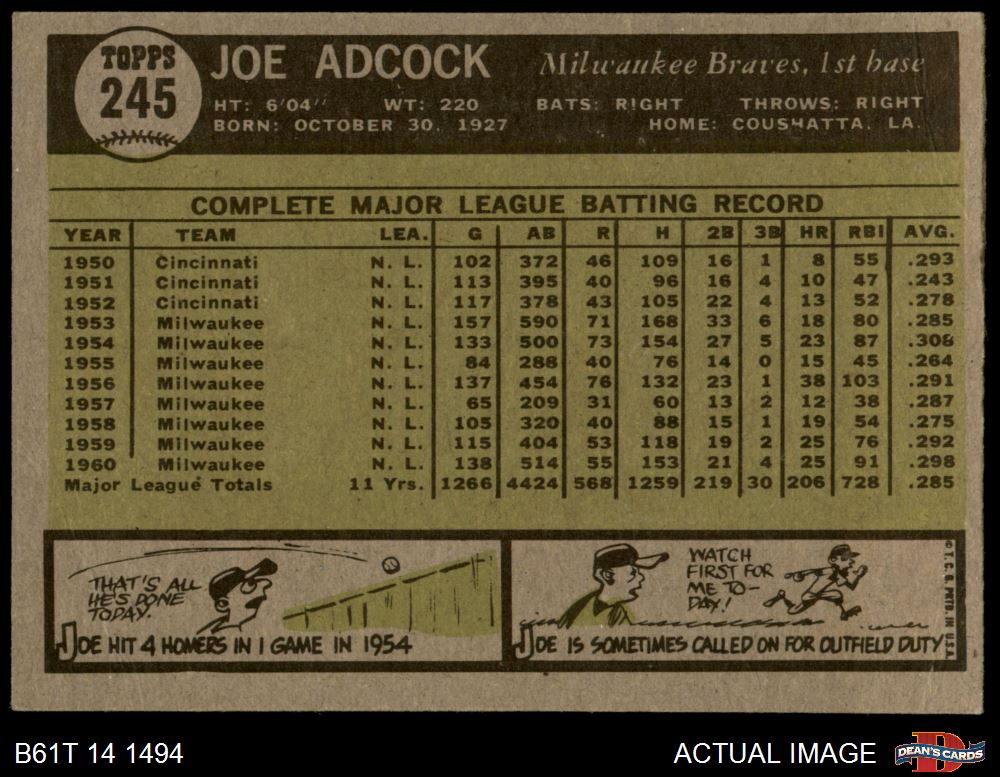 TOPPS
245
JOE ADCOCK
Milwaukee Braves, 1st base
HT: 6'04" WT: 220 BATS: RIGHT THROWS: RIGHT
BORN: OCTOBER 30, 1927 HOME: COUSHATTA, LA.
COMPLETE MAJOR LEAGUE BATTING RECORD
YEAR TEAM LEA. G AB R H 2B 3B HR RBI AVG.
1950 Cincinnati N. L. 102 372 46 109 16 1 8 55 .293
1951 Cincinnati N. L. 113 395 40 96 16 4 10 47 .243
1952 Cincinnati N. L. 117 378 43 105 22 4 13 52 .278
1953 Milwaukee N. L. 157 590 71 168 33 6 18 80 .285
1954 Milwaukee N. L. 133 500 73 154 27 5 23 87 .308
1955 Milwaukee N. L. 84 288 40 76 14 0 15 45 .264
1956 Milwaukee N. L. 137 454 76 132 23 1 38 103 .291
1957 Milwaukee N. L. 65 209 31 60 13 2 12 38 .287
1958 Milwaukee N. L. 105 320 40 88 15 1 19 54 .275
1959 Milwaukee N. L. 115 404 53 118 19 2 25 76 .292
1960 Milwaukee N. L. 138 514 55 153 21 4 25 91 .298
Major League Totals 11 Yrs. 1266 4424 568 1259 219 30 206 728 .285
THAT'S ALL
HE'S DONE
TODAY.
JOE HIT 4 HOMERS IN 1 GAME IN 1954
WATCH
FIRST FOR
ME TO-
DAY!
JOE IS SOMETIMES CALLED ON FOR OUTFIELD DUTY
© T. C. G. PRTD. IN U.S.A.
B61T 14 1494
ACTUAL IMAGE
D
DEAN'S CARDS